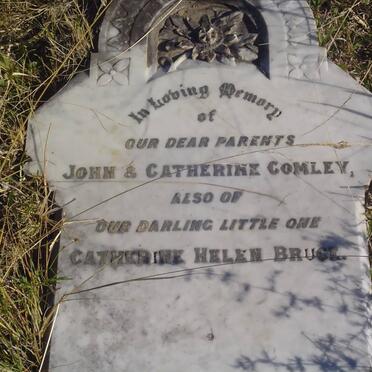 In Loving Memory
of
OUR DEAR PARENTS
JOHN & CATHERINE COMLEY,
ALSO OF
OUR DARLING LITTLE ONE
CATHERINE HELEN BRUCE.